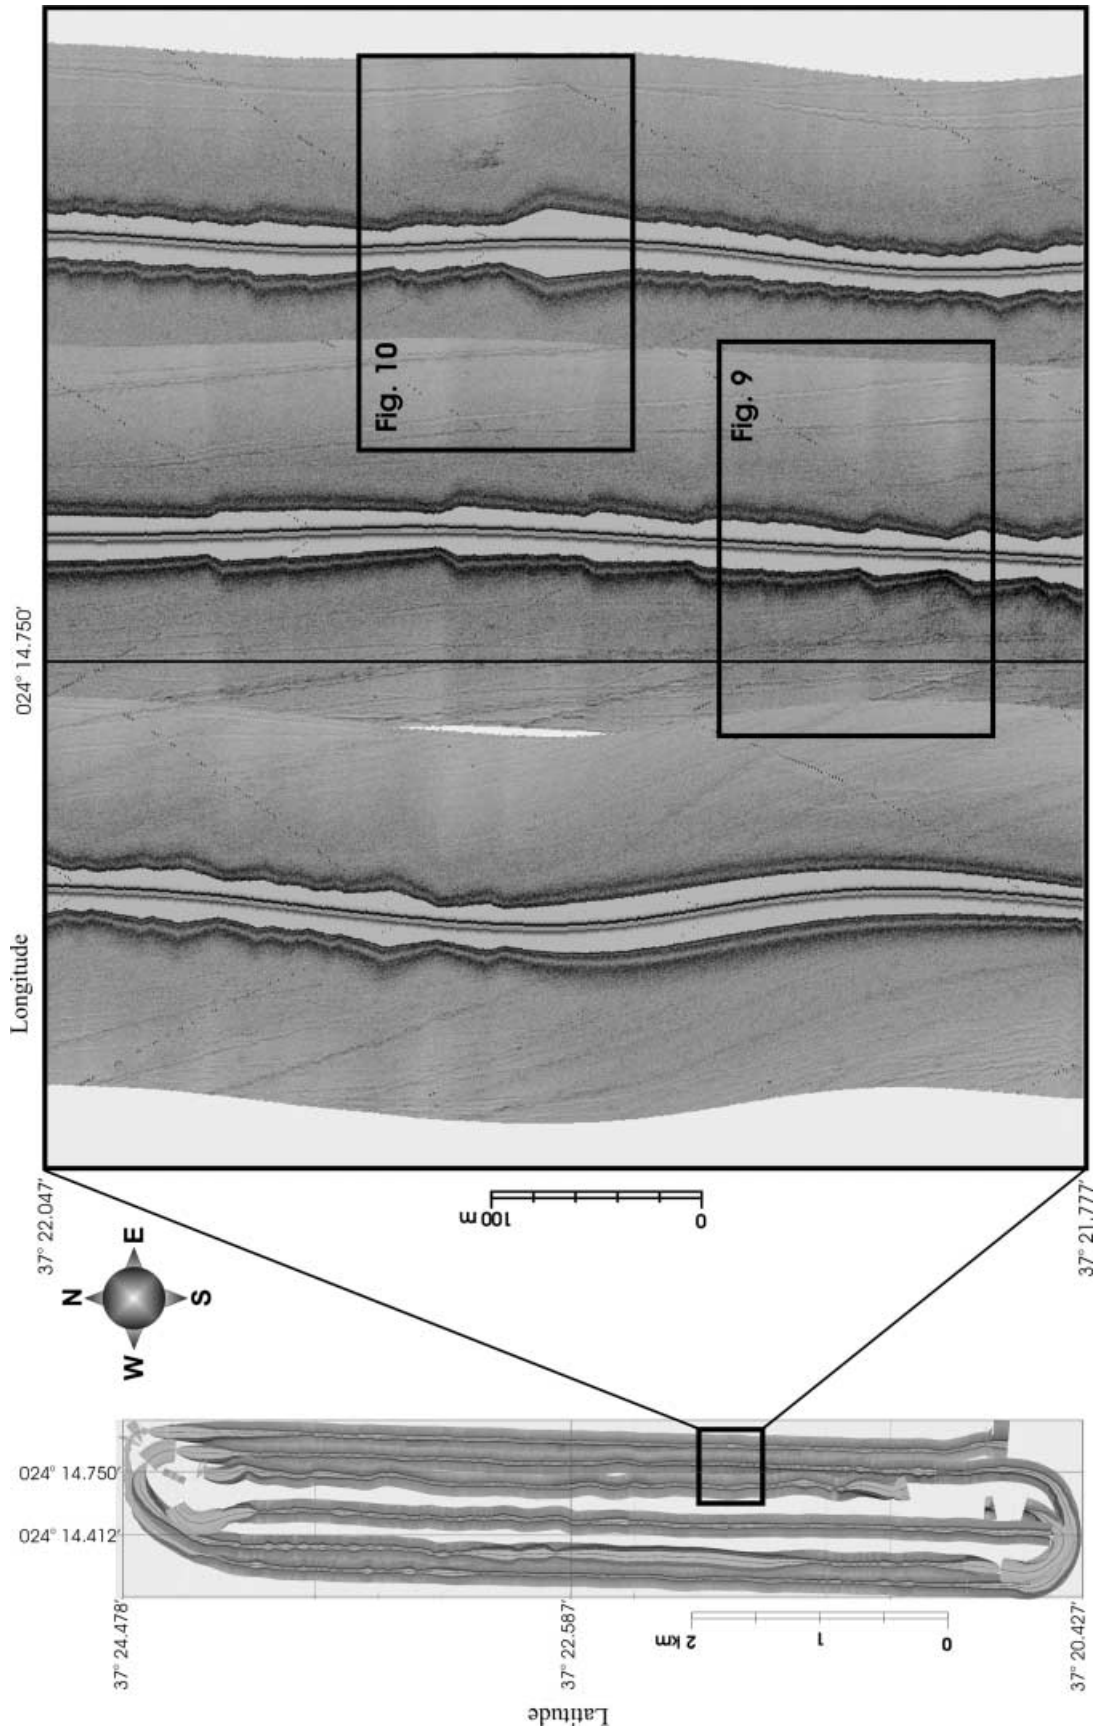 Longitude
024° 14.750′
Fig. 10
Fig. 9
37° 22.047′
37° 21.777′
100 m
0
N
W
E
S
024° 14.750′
024° 14.412′
37° 24.478′
37° 22.587′
37° 20.427′
2 km
1
0
Latitude